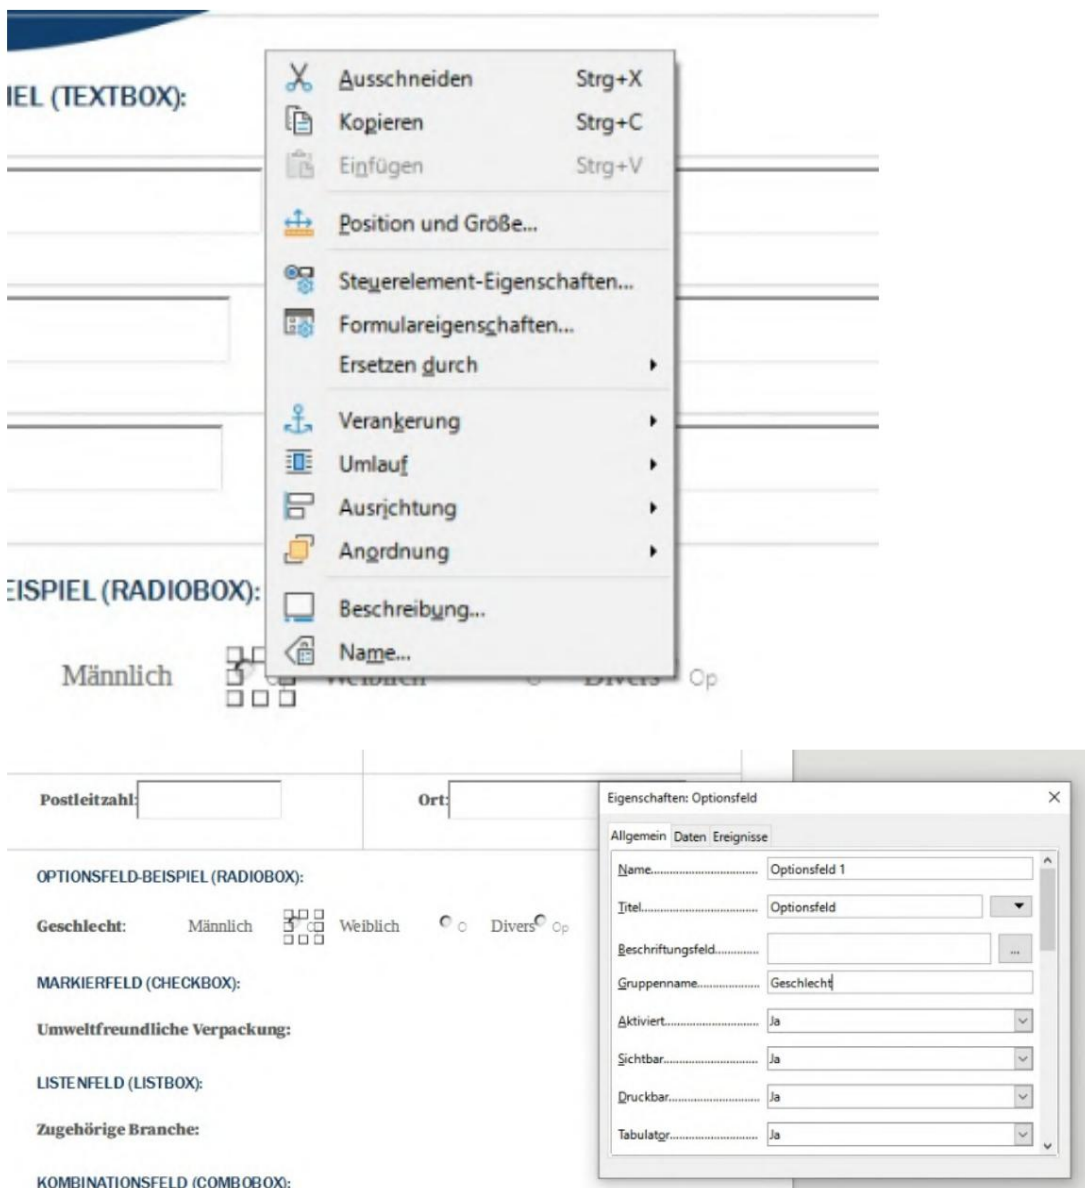 IEL (TEXTBOX):
Ausschneiden Strg+X
Kopieren Strg+C
Einfügen Strg+V
Position und Größe...
Steuerelement-Eigenschaften...
Formulareigenschaften...
Ersetzen durch
Verankerung
Umlauf
Ausrichtung
Anordnung
Beschreibung...
Name...
EISPIEL (RADIOBOX):
Männlich Weiblich Divers Op
Postleitzahl: Ort:
OPTIONSFELD-BEISPIEL (RADIOBOX):
Geschlecht: Männlich Weiblich O Divers Op
MARKIERFELD (CHECKBOX):
Umweltfreundliche Verpackung:
LISTENFELD (LISTBOX):
Zugehörige Branche:
KOMBINATIONSFELD (COMBOBOX):
Eigenschaften: Optionsfeld
Allgemein Daten Ereignisse
Name Optionsfeld 1
Titel Optionsfeld
Beschriftungsfeld ...
Gruppenname Geschlecht
Aktiviert Ja
Sichtbar Ja
Druckbar Ja
Tabulator Ja